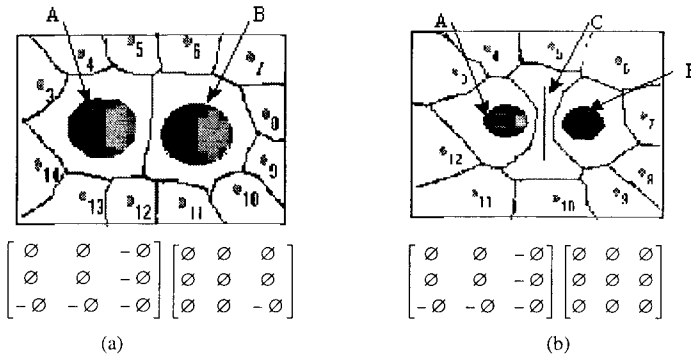 A B A C B
5 6 4 5
4 7 3 6
3 8 7
14 9 12 8
13 12 11 10 11 10 9
Ø Ø -Ø Ø Ø Ø Ø Ø -Ø Ø Ø Ø
Ø Ø -Ø Ø Ø Ø Ø Ø -Ø Ø Ø Ø
-Ø -Ø -Ø Ø Ø -Ø -Ø -Ø -Ø Ø Ø Ø
(a) (b)